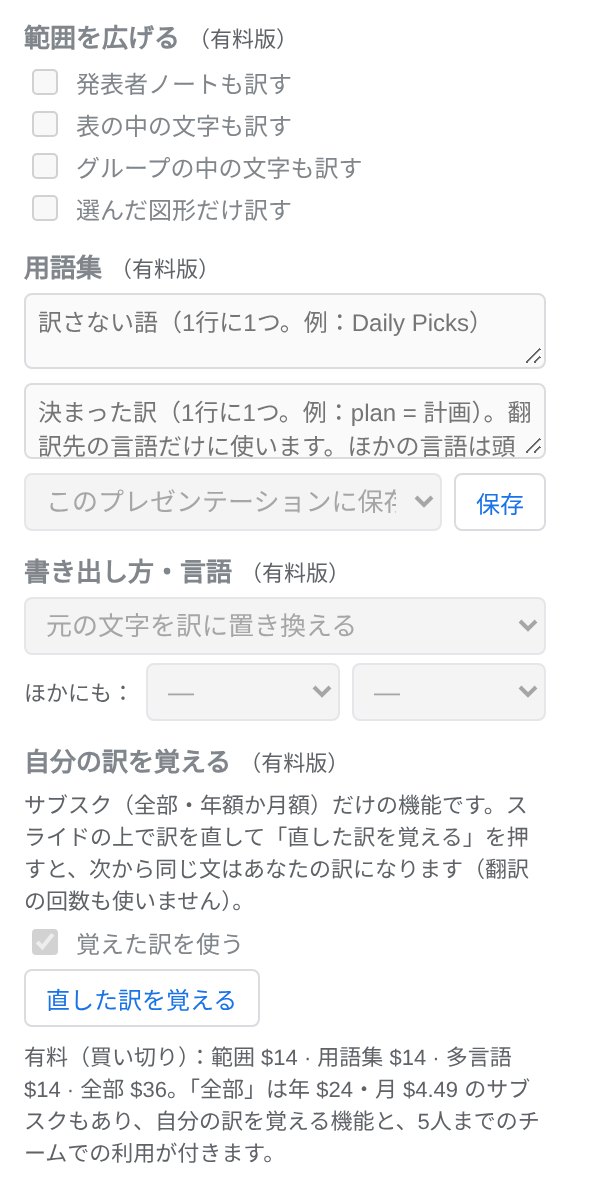 範囲を広げる （有料版）
発表者ノートも訳す
表の中の文字も訳す
グループの中の文字も訳す
選んだ図形だけ訳す
用語集 （有料版）
訳さない語（1行に1つ。例：Daily Picks）
決まった訳（1行に1つ。例：plan = 計画）。翻
訳先の言語だけに使います。ほかの言語は頭
このプレゼンテーションに保存
保存
書き出し方・言語 （有料版）
元の文字を訳に置き換える
ほかにも： — —
自分の訳を覚える （有料版）
サブスク（全部・年額か月額）だけの機能です。ス
ライドの上で訳を直して「直した訳を覚える」を押
すと、次から同じ文はあなたの訳になります（翻訳
の回数も使いません）。
覚えた訳を使う
直した訳を覚える
有料（買い切り）：範囲 $14 · 用語集 $14 · 多言語
$14 · 全部 $36。「全部」は年 $24・月 $4.49 のサブ
スクもあり、自分の訳を覚える機能と、5人までのチ
ームでの利用が付きます。